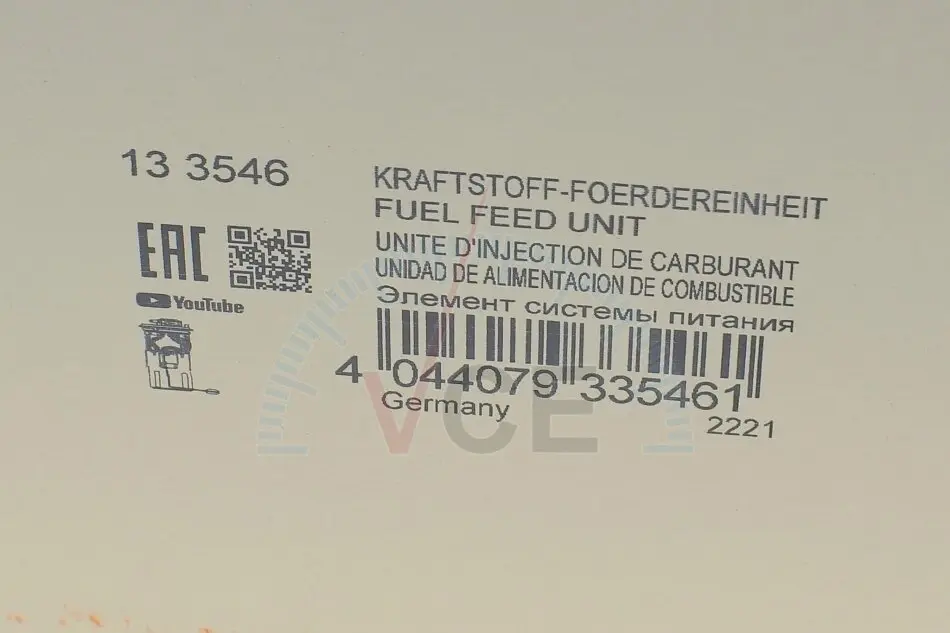 13 3546
KRAFTSTOFF-FOERDEREINHEIT
FUEL FEED UNIT
UNITE D'INJECTION DE CARBURANT
UNIDAD DE ALIMENTACION DE COMBUSTIBLE
Элемент системы питания
EAC
YouTube
4 044079 335461
Germany
2221
VCE